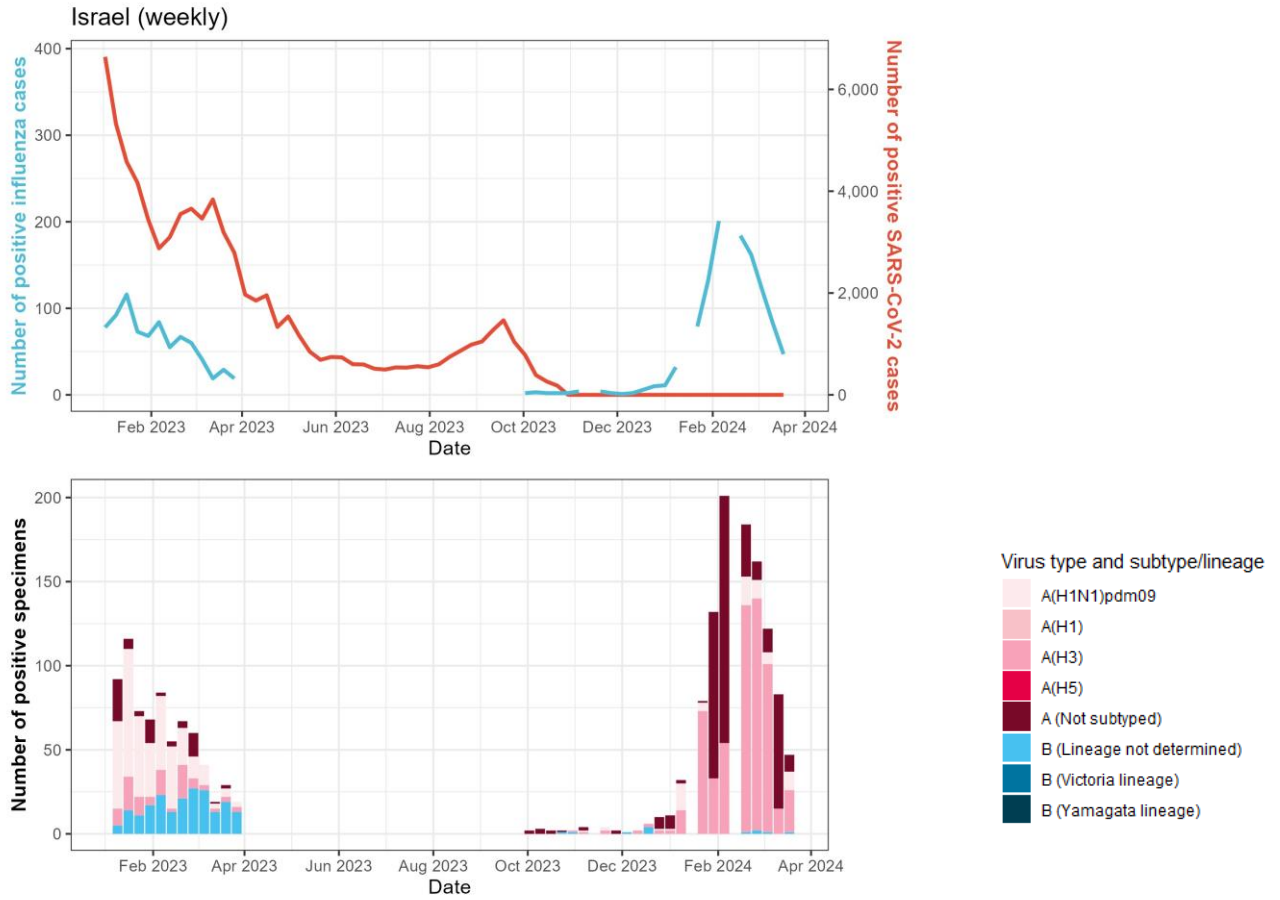 Israel (weekly)
Number of positive influenza cases
400
300
200
100
0
6,000
4,000
2,000
0
Number of positive SARS-CoV-2 cases
Feb 2023 Apr 2023 Jun 2023 Aug 2023 Oct 2023 Dec 2023 Feb 2024 Apr 2024
Date
Number of positive specimens
200
150
100
50
0
Feb 2023 Apr 2023 Jun 2023 Aug 2023 Oct 2023 Dec 2023 Feb 2024 Apr 2024
Date
Virus type and subtype/lineage
A(H1N1)pdm09
A(H1)
A(H3)
A(H5)
A (Not subtyped)
B (Lineage not determined)
B (Victoria lineage)
B (Yamagata lineage)